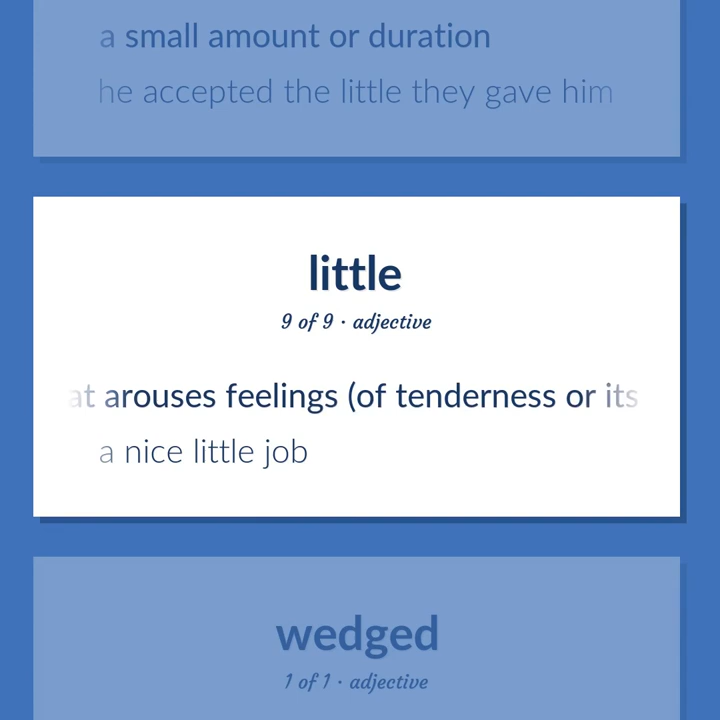 a small amount or duration
he accepted the little they gave him
little
9 of 9 · adjective
at arouses feelings (of tenderness or its
a nice little job
wedged
1 of 1 · adjective